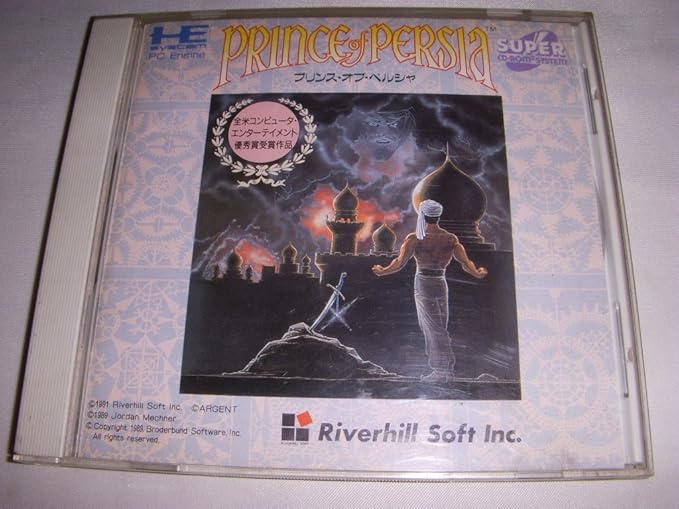 HE
SYSTEM
PC Engine
PRINCE of PERSIA™
プリンス・オブ・ペルシャ
SUPER
CD-ROM² SYSTEM
全米コンピュータ・
エンターテイメント
優秀賞受賞作品
©1991 Riverhill Soft Inc. ©ARGENT
©1989 Jordan Mechner
© Copyright 1989, Broderbund Software, Inc.
All rights reserved.
Riverhill Soft Inc.